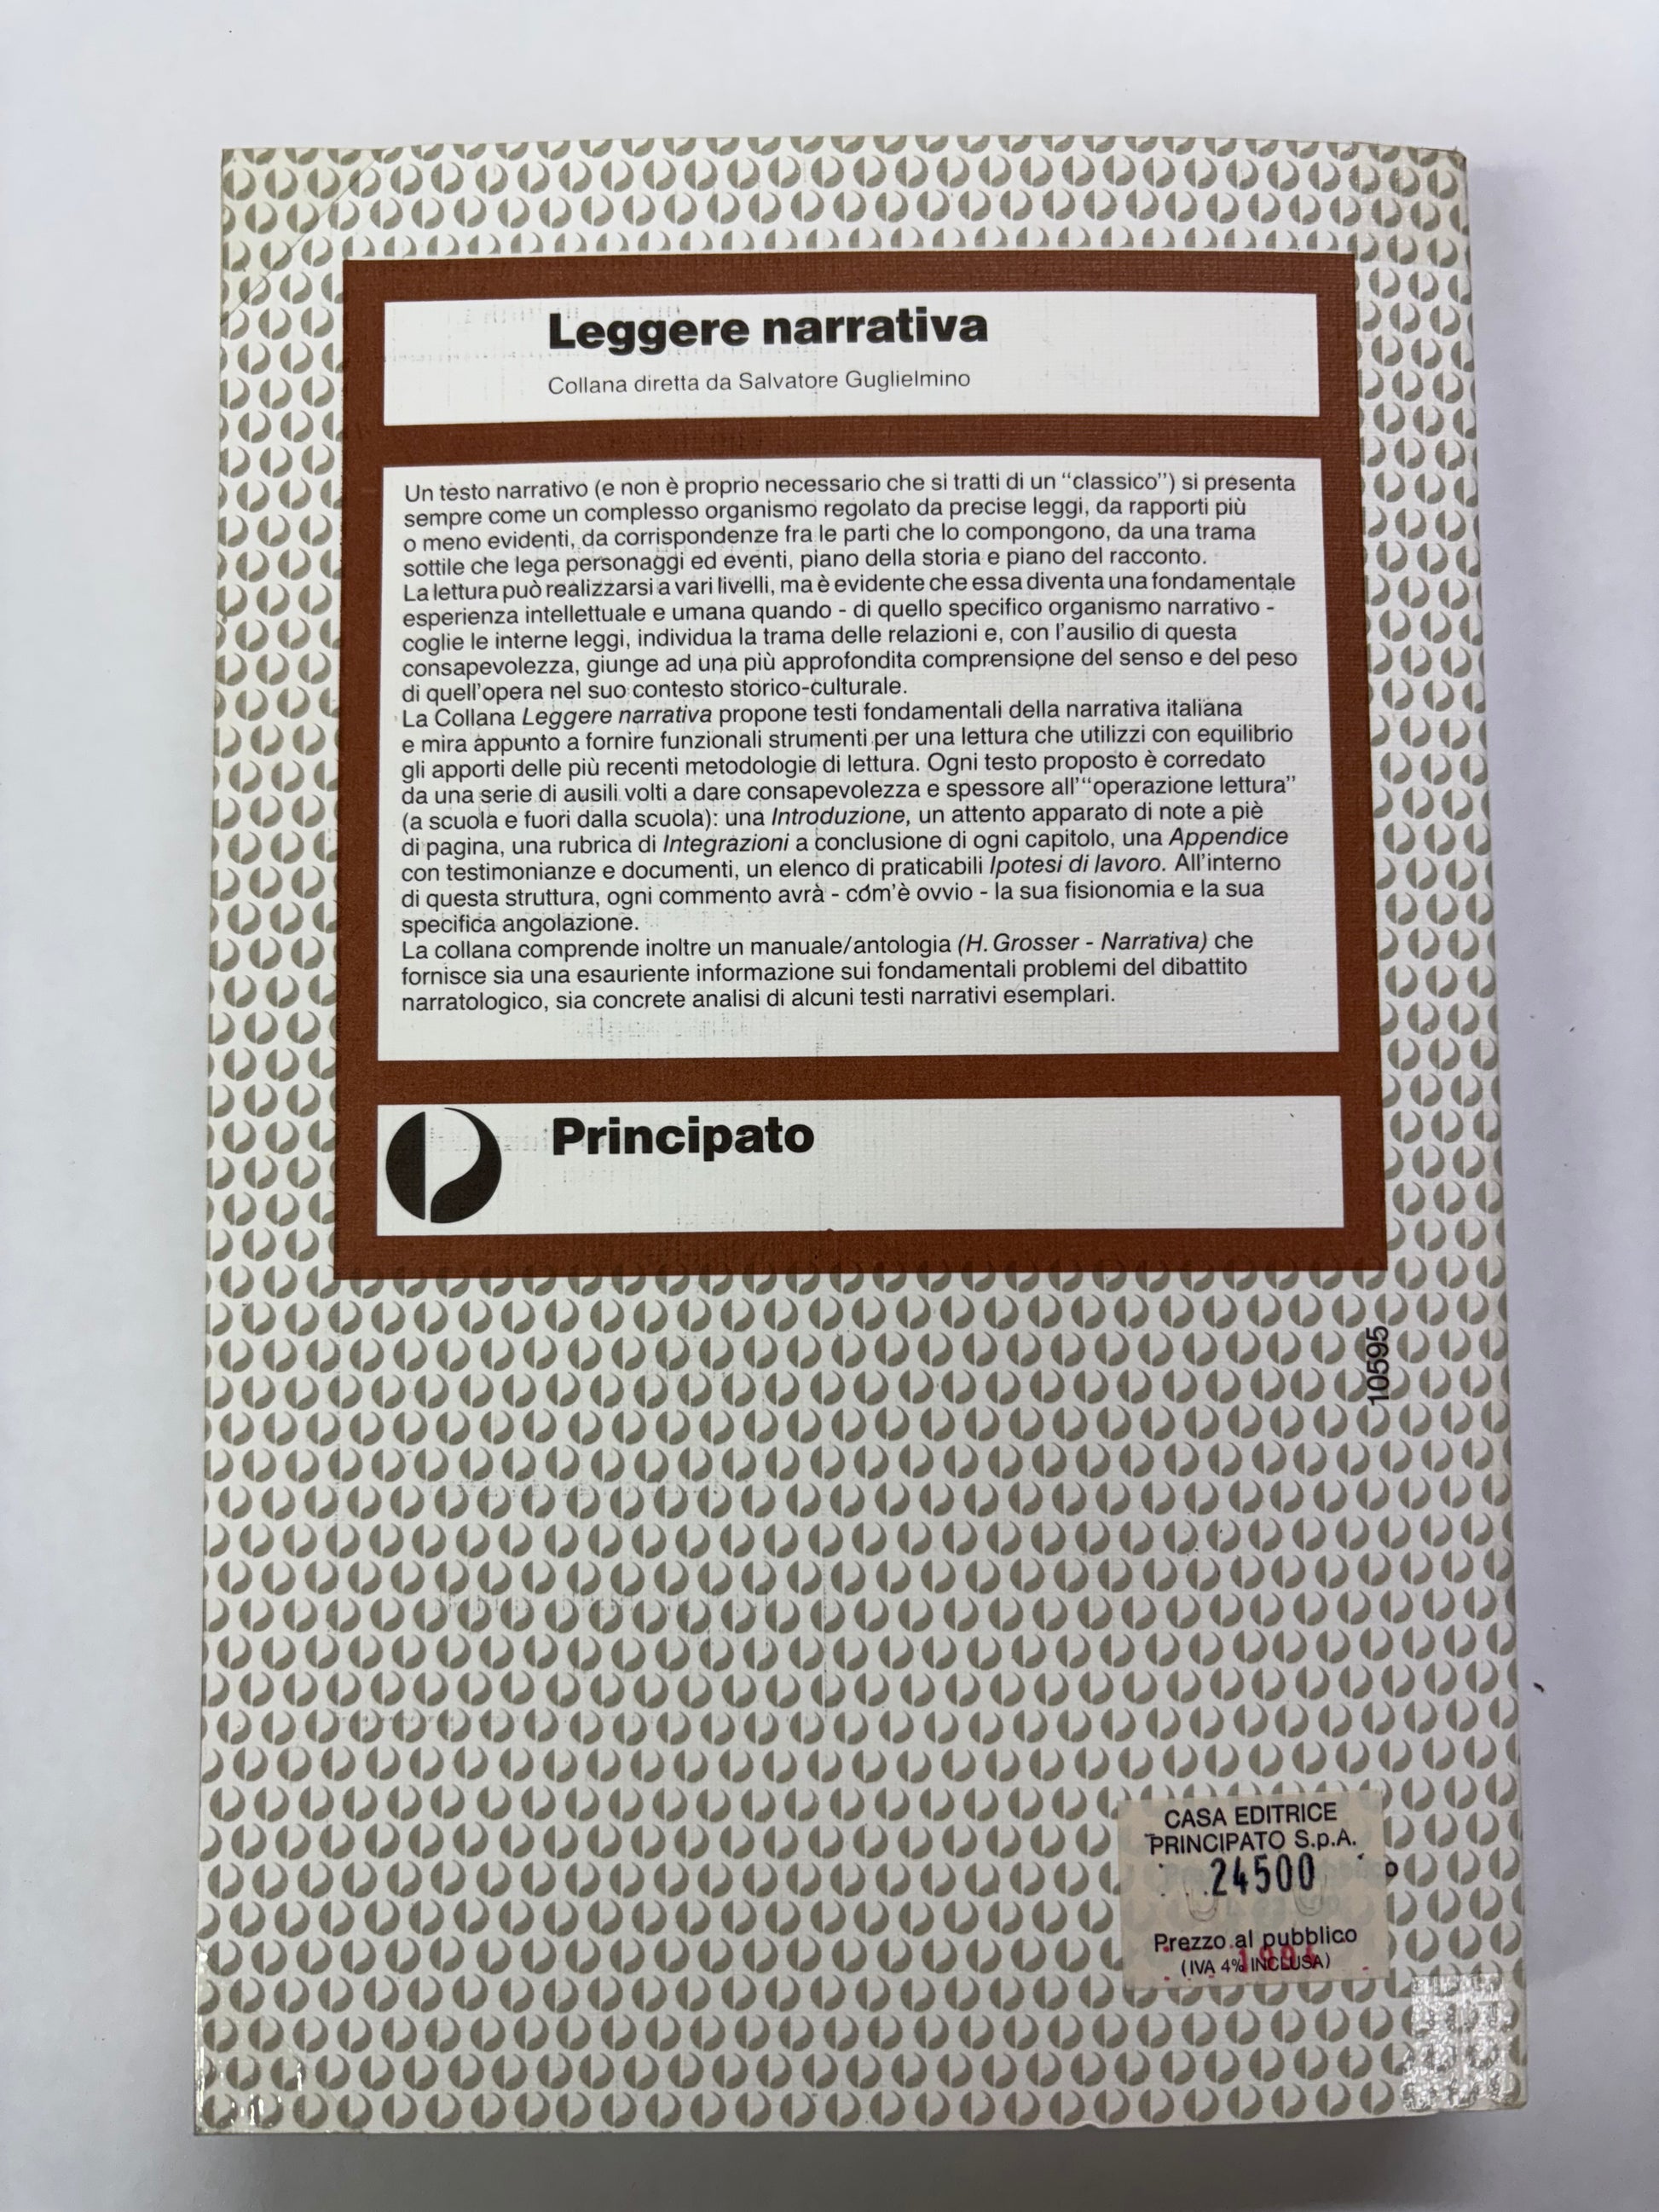 Leggere narrativa
Collana diretta da Salvatore Guglielmino
Un testo narrativo (e non è proprio necessario che si tratti di un “classico”) si presenta
sempre come un complesso organismo regolato da precise leggi, da rapporti più
o meno evidenti, da corrispondenze fra le parti che lo compongono, da una trama
sottile che lega personaggi ed eventi, piano della storia e piano del racconto.
La lettura può realizzarsi a vari livelli, ma è evidente che essa diventa una fondamentale
esperienza intellettuale e umana quando - di quello specifico organismo narrativo -
coglie le interne leggi, individua la trama delle relazioni e, con l'ausilio di questa
consapevolezza, giunge ad una più approfondita comprensione del senso e del peso
di quell'opera nel suo contesto storico-culturale.
La Collana Leggere narrativa propone testi fondamentali della narrativa italiana
e mira appunto a fornire funzionali strumenti per una lettura che utilizzi con equilibrio
gli apporti delle più recenti metodologie di lettura. Ogni testo proposto è corredato
da una serie di ausili volti a dare consapevolezza e spessore all'“operazione lettura”
(a scuola e fuori dalla scuola): una Introduzione, un attento apparato di note a piè
di pagina, una rubrica di Integrazioni a conclusione di ogni capitolo, una Appendice
con testimonianze e documenti, un elenco di praticabili Ipotesi di lavoro. All'interno
di questa struttura, ogni commento avrà - com'è ovvio - la sua fisionomia e la sua
specifica angolazione.
La collana comprende inoltre un manuale/antologia (H. Grosser - Narrativa) che
fornisce sia una esauriente informazione sui fondamentali problemi del dibattito
narratologico, sia concrete analisi di alcuni testi narrativi esemplari.
Principato
10595
CASA EDITRICE
PRINCIPATO S.p.A.
24500
Prezzo al pubblico
(IVA 4% INCLUSA)